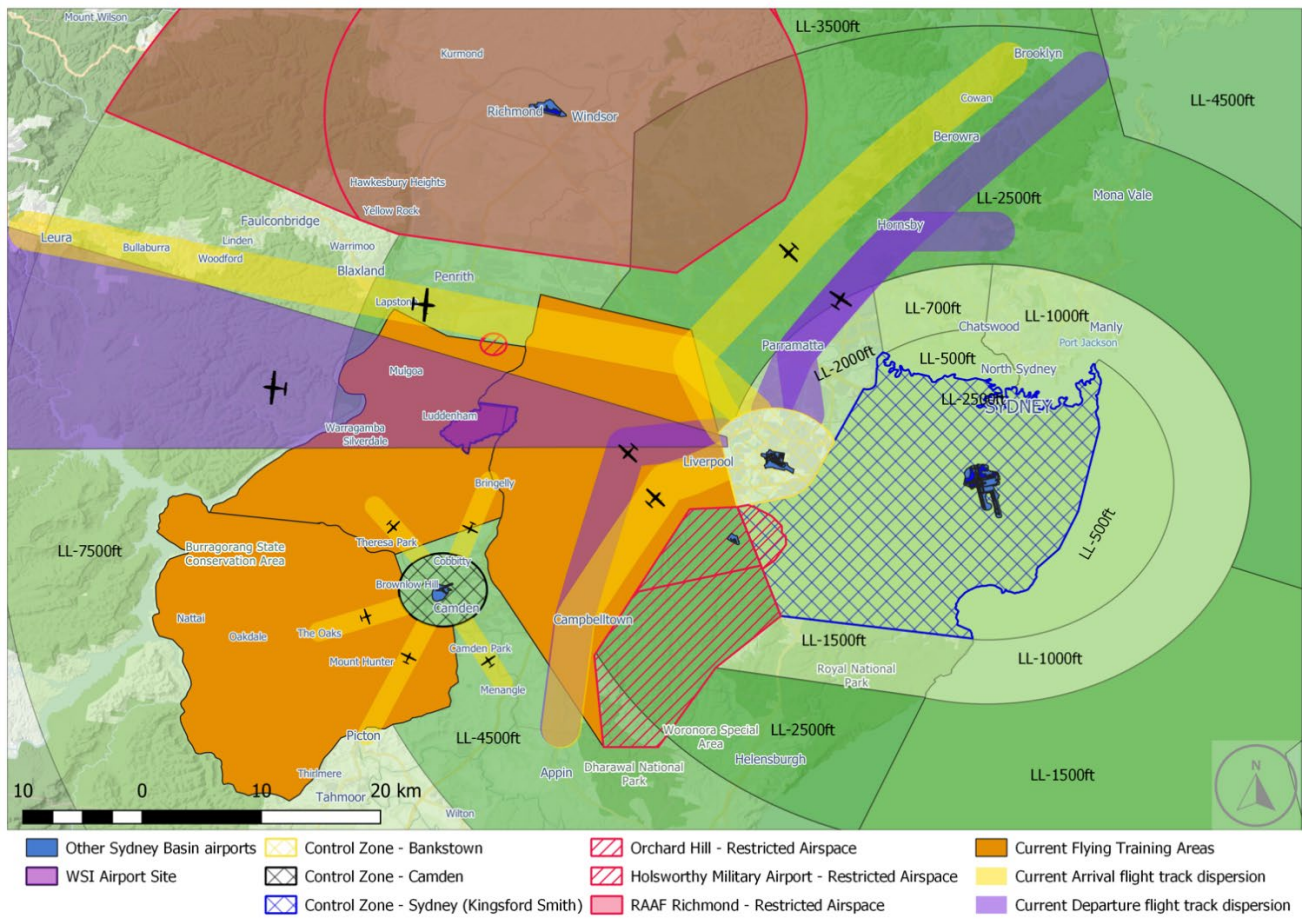 Mount Wilson
LL-3500ft
Kurmond
Brooklyn
Cowan
LL-4500ft
Richmond
Windsor
Berowra
Hawkesbury Heights
Yellow Rock
LL-2500ft
Mona Vale
Faulconbridge
Hornsby
Leura
Bullaburra
Linden
Woodford
Warrimoo
Blaxland
Penrith
Lapstone
LL-700ft
LL-1000ft
Chatswood
Manly
Port Jackson
Parramatta
LL-2000ft
LL-500ft
North Sydney
Mulgoa
LL-2500ft
SYDNEY
Luddenham
Warragamba
Silverdale
Liverpool
Bringelly
LL-500ft
LL-7500ft
Burragorang State
Conservation Area
Theresa Park
Cobbitty
Brownlow Hill
Camden
Nattai
Oakdale
The Oaks
Campbelltown
Mount Hunter
Camden Park
Menangle
LL-1500ft
Royal National
Park
LL-1000ft
Picton
LL-4500ft
Woronora Special
Area
LL-2500ft
Helensburgh
Thirlmere
Tahmoor
Appin
Dharawal National
Park
LL-1500ft
Wilton
N
10 0 10 20 km
Other Sydney Basin airports
WSI Airport Site
Control Zone - Bankstown
Control Zone - Camden
Control Zone - Sydney (Kingsford Smith)
Orchard Hill - Restricted Airspace
Holsworthy Military Airport - Restricted Airspace
RAAF Richmond - Restricted Airspace
Current Flying Training Areas
Current Arrival flight track dispersion
Current Departure flight track dispersion